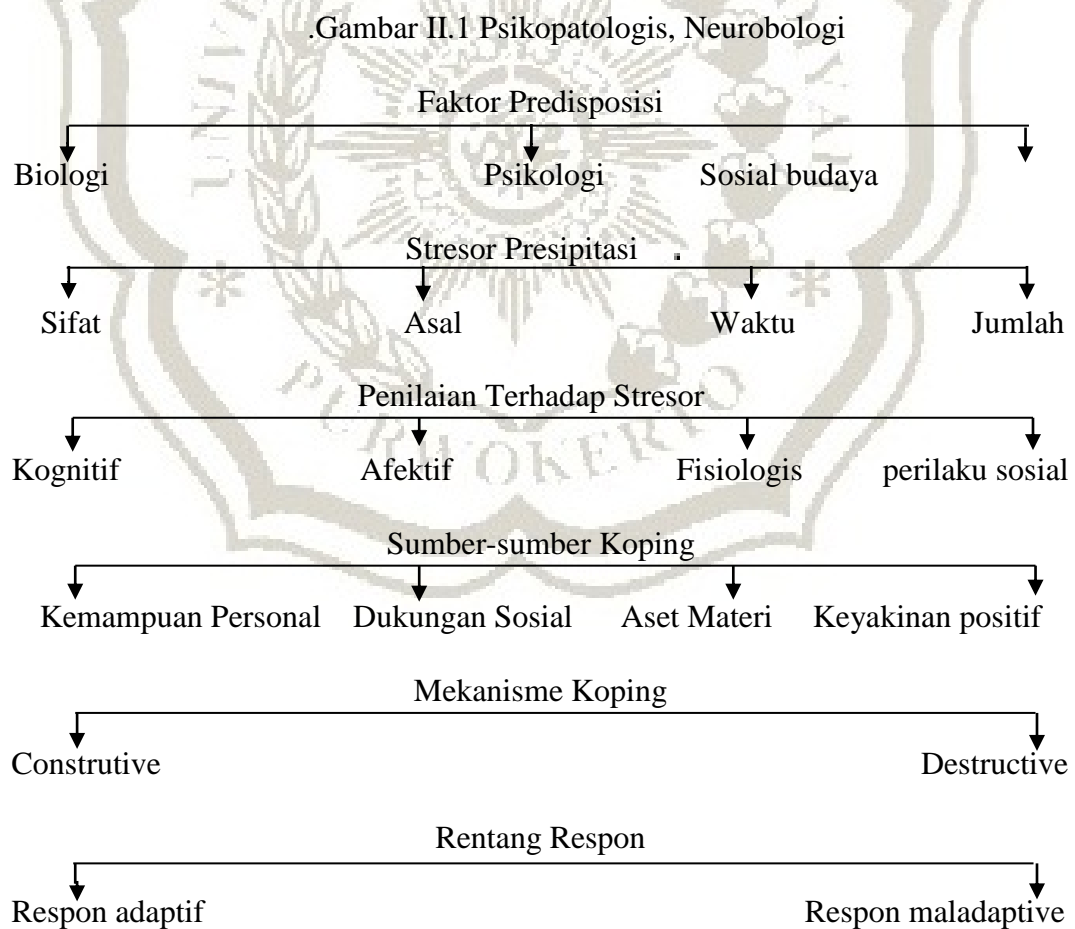 .Gambar II.1 Psikopatologis, Neurobologi
Faktor Predisposisi
Biologi Psikologi Sosial budaya
Stresor Presipitasi .
Sifat Asal Waktu Jumlah
Penilaian Terhadap Stresor
Kognitif Afektif Fisiologis perilaku sosial
Sumber-sumber Koping
Kemampuan Personal Dukungan Sosial Aset Materi Keyakinan positif
Mekanisme Koping
Construtive Destructive
Rentang Respon
Respon adaptif Respon maladaptive
PURWOKERTO